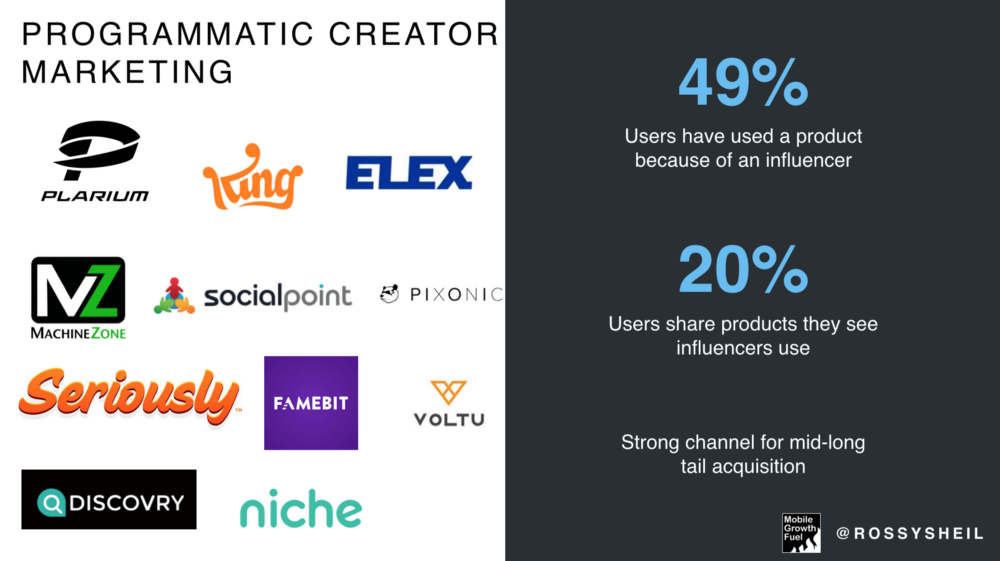 PROGRAMMATIC CREATOR
MARKETING
PLARIUM
King
ELEX
MZ
MACHINEZONE
socialpoint
PIXONIC
Seriously™
FAMEBIT
VOLTU
DISCOVRY
niche
49%
Users have used a product
because of an influencer
20%
Users share products they see
influencers use
Strong channel for mid-long
tail acquisition
Mobile
Growth
Fuel
@ROSSYSHEIL